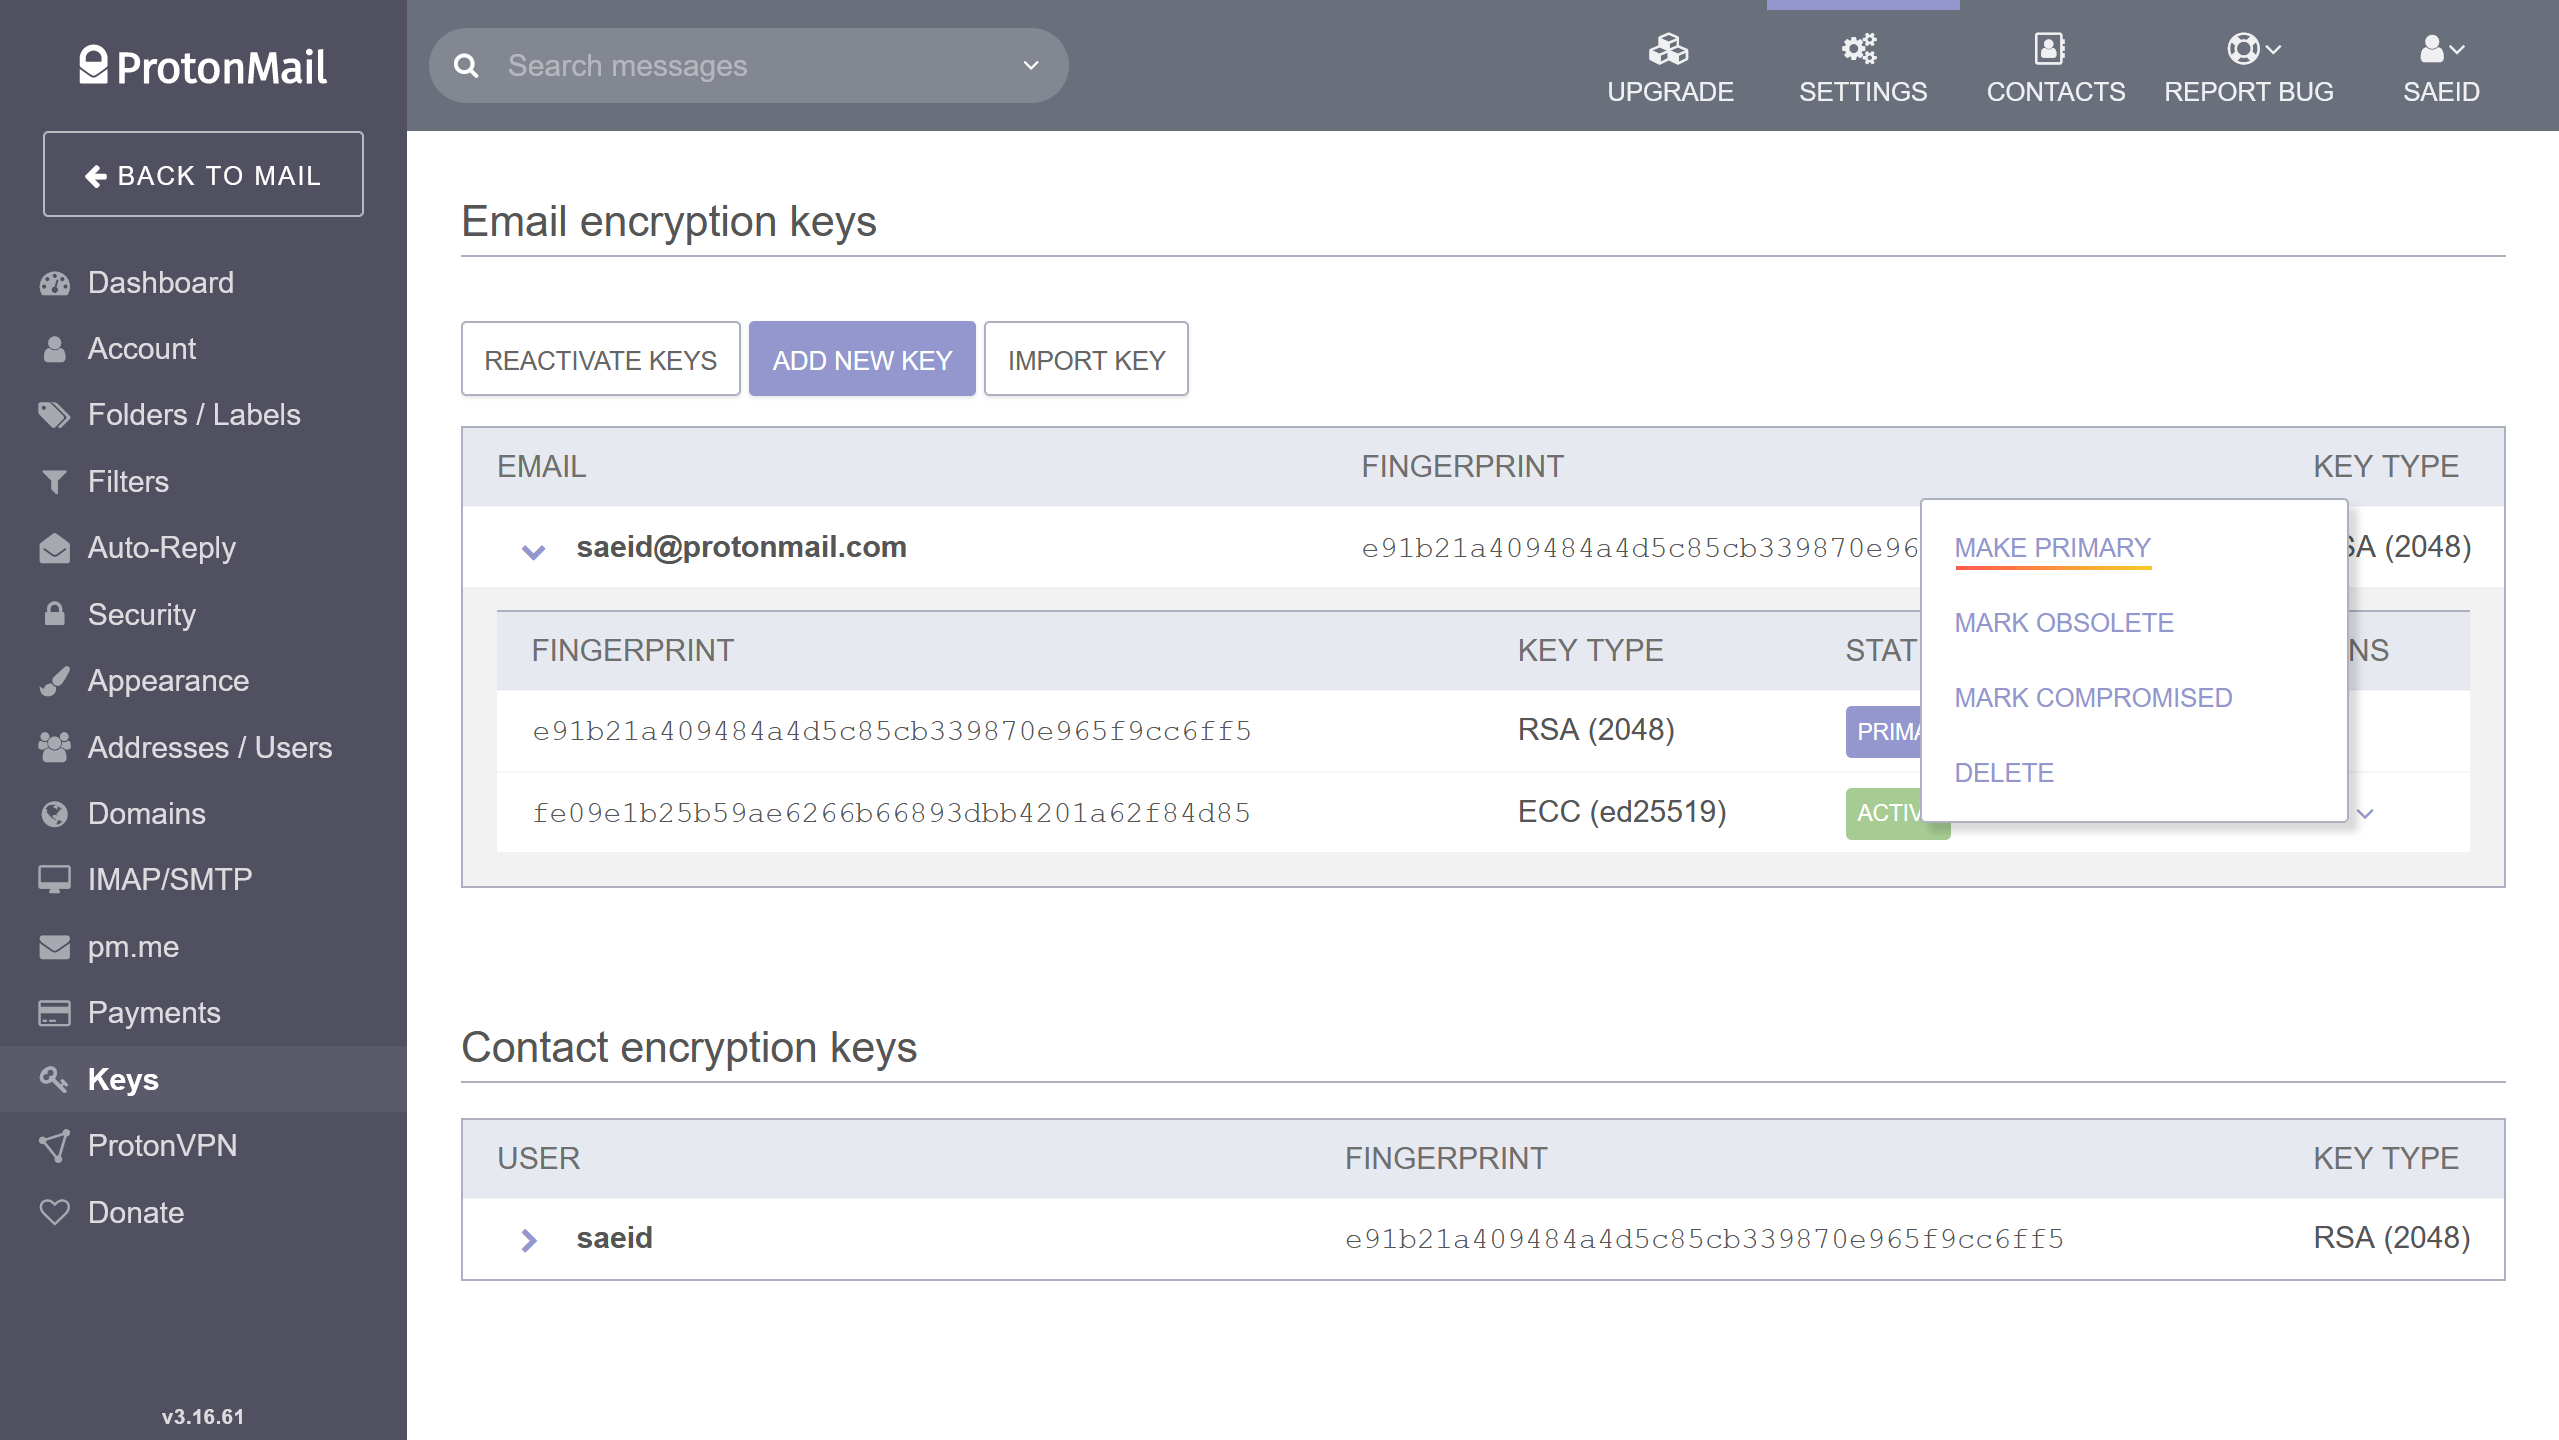 ProtonMail
Search messages
UPGRADE
SETTINGS
CONTACTS
REPORT BUG
SAEID
BACK TO MAIL
Dashboard
Account
Folders / Labels
Filters
Auto-Reply
Security
Appearance
Addresses / Users
Domains
IMAP/SMTP
pm.me
Payments
Keys
ProtonVPN
Donate
v3.16.61
Email encryption keys
REACTIVATE KEYS
ADD NEW KEY
IMPORT KEY
EMAIL FINGERPRINT KEY TYPE
saeid@protonmail.com e91b21a409484a4d5c85cb339870e96 SA (2048)
FINGERPRINT KEY TYPE STAT NS
e91b21a409484a4d5c85cb339870e965f9cc6ff5 RSA (2048) PRIMA
fe09e1b25b59ae6266b66893dbb4201a62f84d85 ECC (ed25519) ACTIV
MAKE PRIMARY
MARK OBSOLETE
MARK COMPROMISED
DELETE
Contact encryption keys
USER FINGERPRINT KEY TYPE
saeid e91b21a409484a4d5c85cb339870e965f9cc6ff5 RSA (2048)